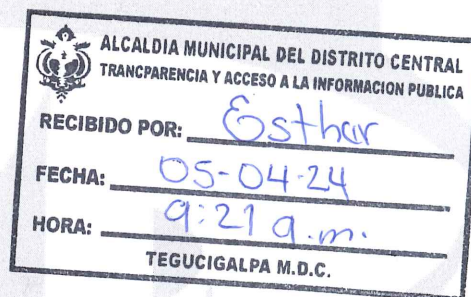 ALCALDIA MUNICIPAL DEL DISTRITO CENTRAL
TRANCPARENCIA Y ACCESO A LA INFORMACION PUBLICA
RECIBIDO POR: Esthar
FECHA: 05-04-24
HORA: 9:21 a.m.
TEGUCIGALPA M.D.C.